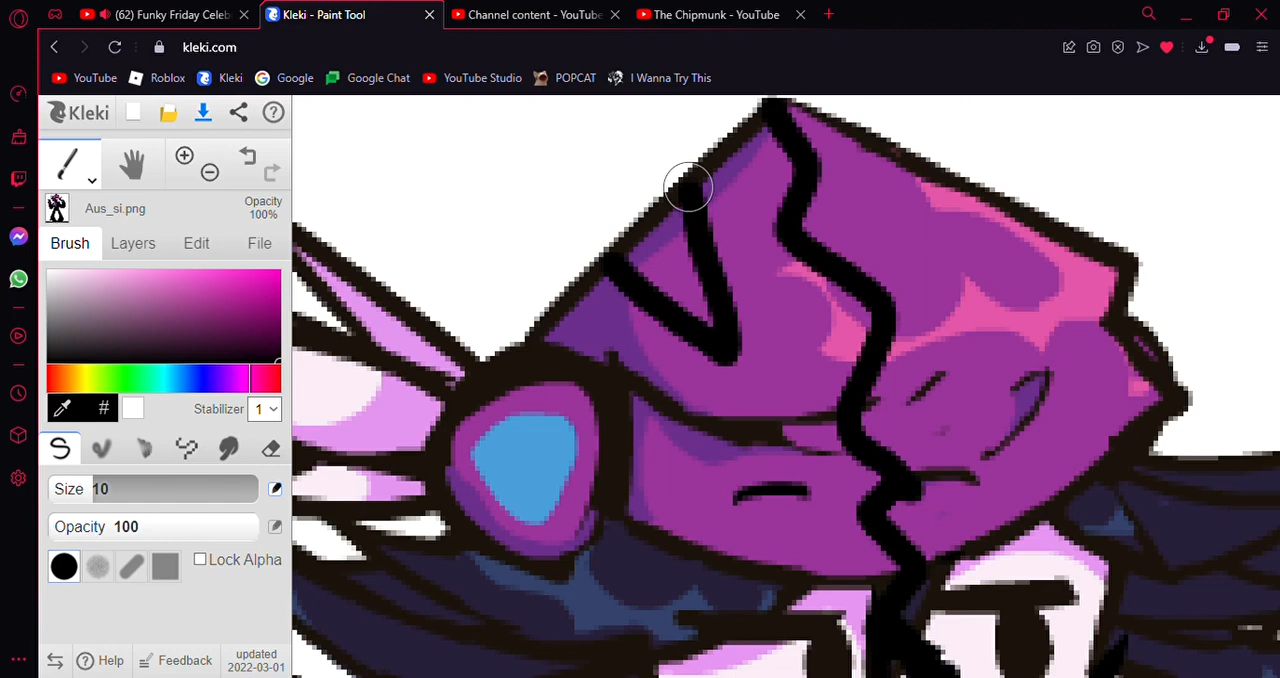 (62) Funky Friday Celeb
Kleki - Paint Tool
Channel content - YouTube
The Chipmunk - YouTube
kleki.com
YouTube
Roblox
Kleki
Google
Google Chat
YouTube Studio
POPCAT
I Wanna Try This
Kleki
Aus_si.png
Opacity
100%
Brush
Layers
Edit
File
#
Stabilizer
1
Size 10
Opacity 100
Lock Alpha
Help
Feedback
updated
2022-03-01